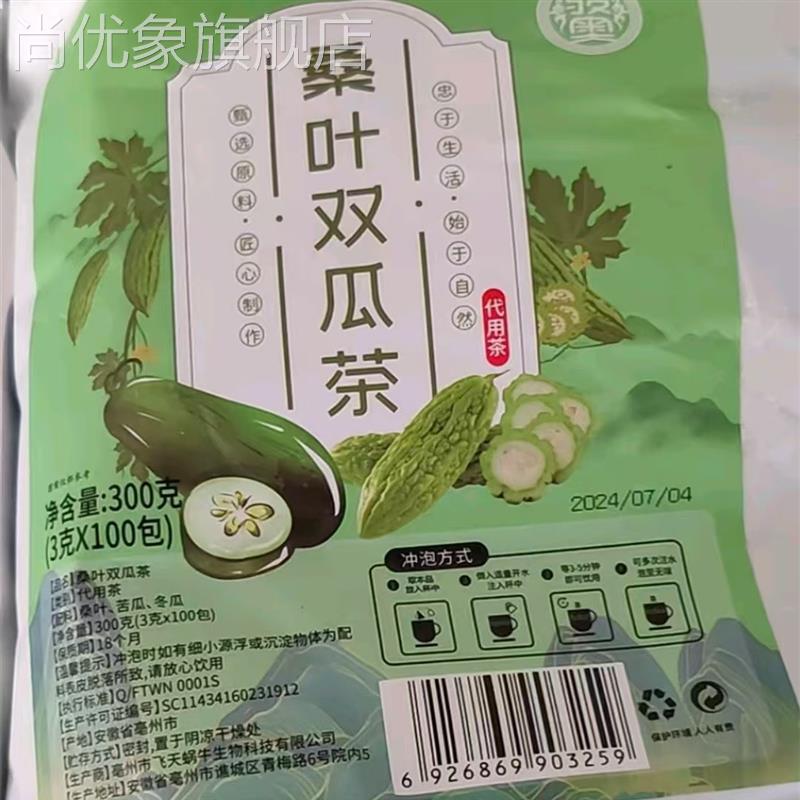 尚优象旗舰店
桑叶双瓜茶
甄选原料·匠心制作
忠于生活·始于自然
代用茶
2024/07/04
净含量:300克
(3克X100包)
【品名】桑叶双瓜茶
【类别】代用茶
【配料】桑叶、苦瓜、冬瓜
【净含量】300克(3克x100包)
【保质期】18个月
【温馨提示】冲泡时如有细小源浮或沉淀物体为配
料表皮脱落所致,请放心饮用
【执行标准】Q/FTWN 0001S
【生产许可证编号】SC11434160231912
【产地】安徽省亳州市
【贮存方式】密封,置于阴凉干燥处
【生产商】亳州市飞天蜗牛生物科技有限公司
【生产地址】安徽省亳州市谯城区青梅路6号院内5
冲泡方式
取本品
放入杯中
倒入适量开水
注入杯中
等3-5分钟
即可饮用
可多次注水
泡至无味
6 926869 903259
保护环境 人人有责